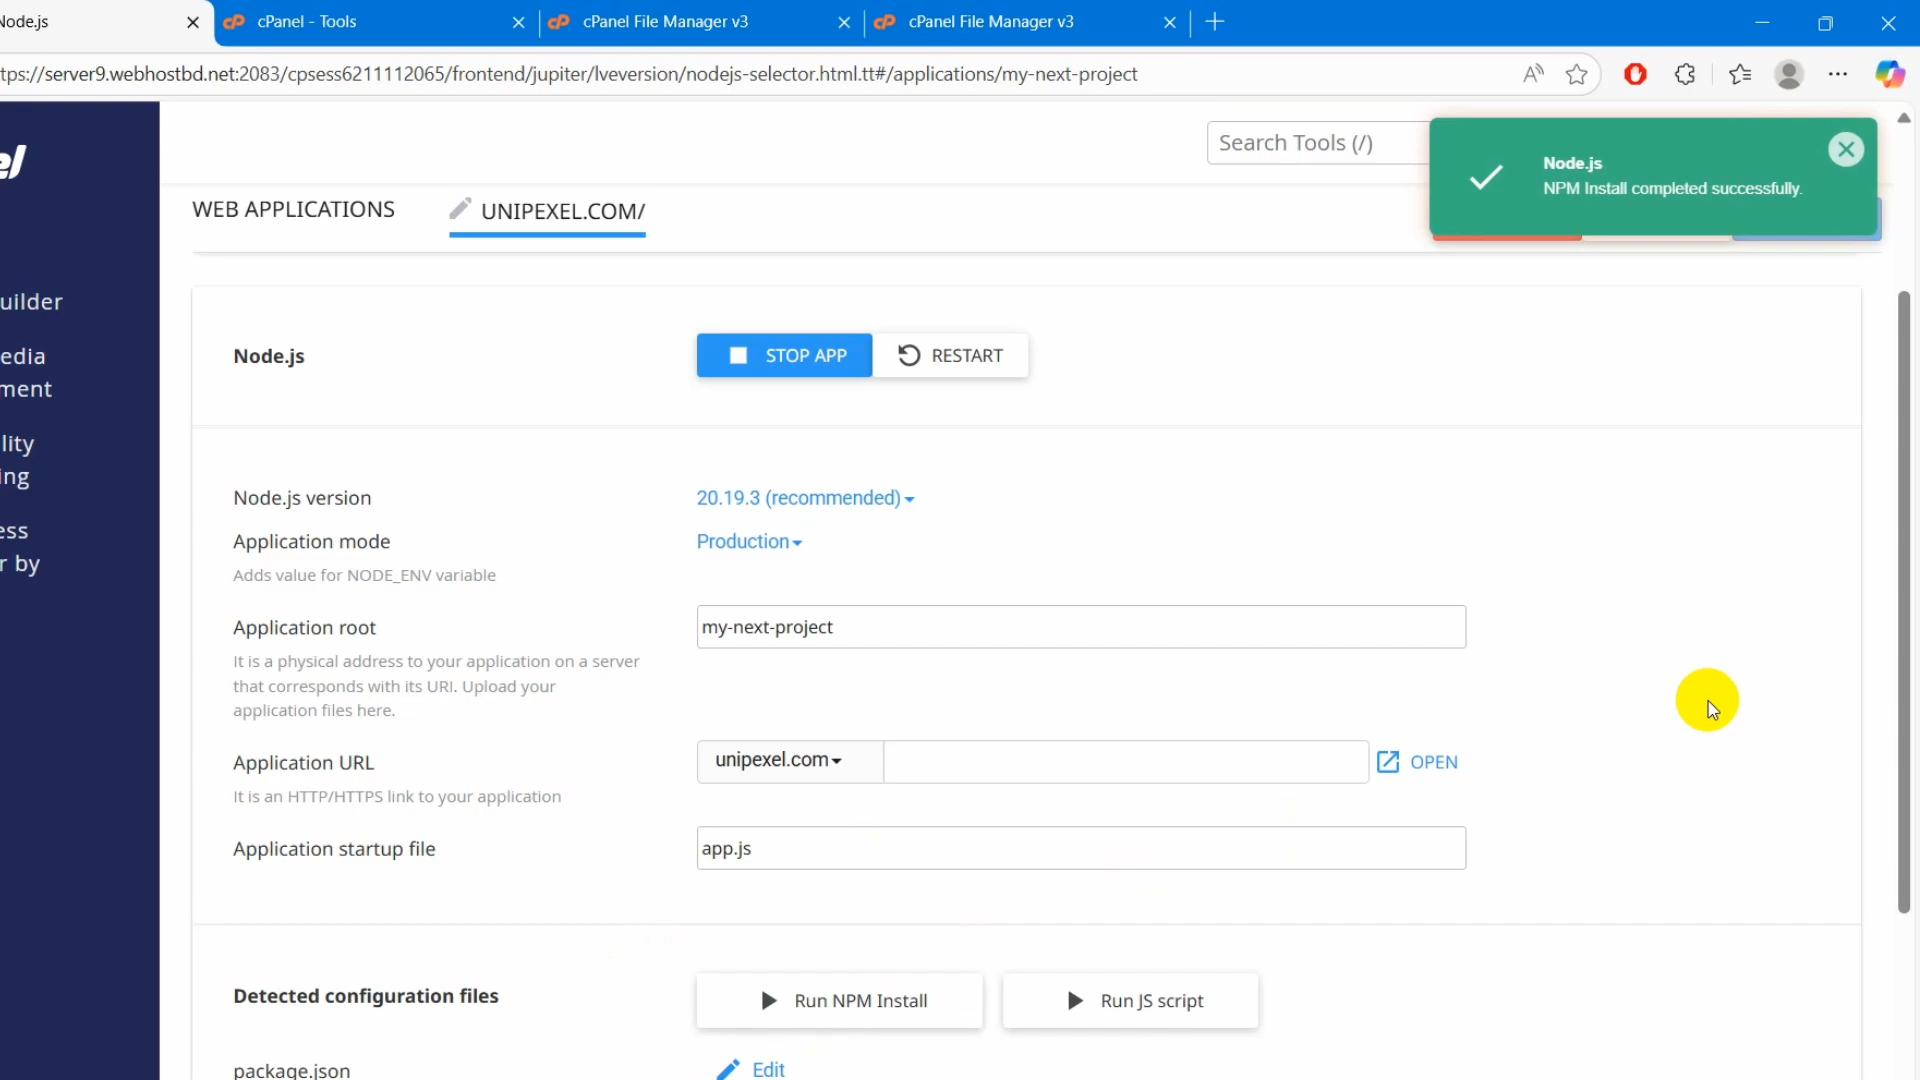 Node.js
cPanel - Tools
cPanel File Manager v3
cPanel File Manager v3
tps://server9.webhostbd.net:2083/cpsess6211112065/frontend/jupiter/lveversion/nodejs-selector.html.tt#/applications/my-next-project
el
Search Tools (/)
Node.js
NPM Install completed successfully.
WEB APPLICATIONS
UNIPEXEL.COM/
uilder
edia
ment
lity
ing
ess
r by
Node.js
STOP APP
RESTART
Node.js version
20.19.3 (recommended)
Application mode
Production
Adds value for NODE_ENV variable
Application root
my-next-project
It is a physical address to your application on a server
that corresponds with its URI. Upload your
application files here.
Application URL
unipexel.com
OPEN
It is an HTTP/HTTPS link to your application
Application startup file
app.js
Detected configuration files
Run NPM Install
Run JS script
package.json
Edit